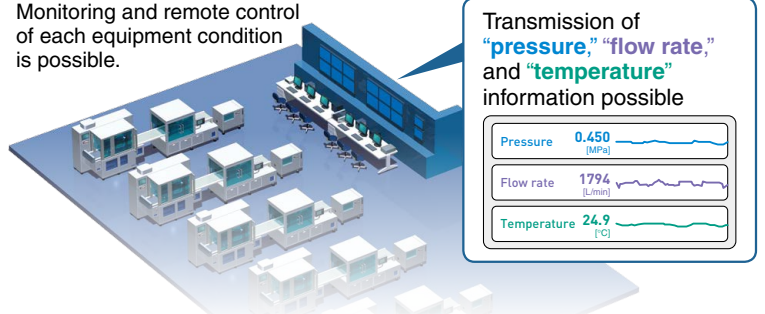 Monitoring and remote control
of each equipment condition
is possible.
Transmission of
“pressure,” “flow rate,”
and “temperature”
information possible
Pressure 0.450
[MPa]
Flow rate 1794
[L/min]
Temperature 24.9
[°C]